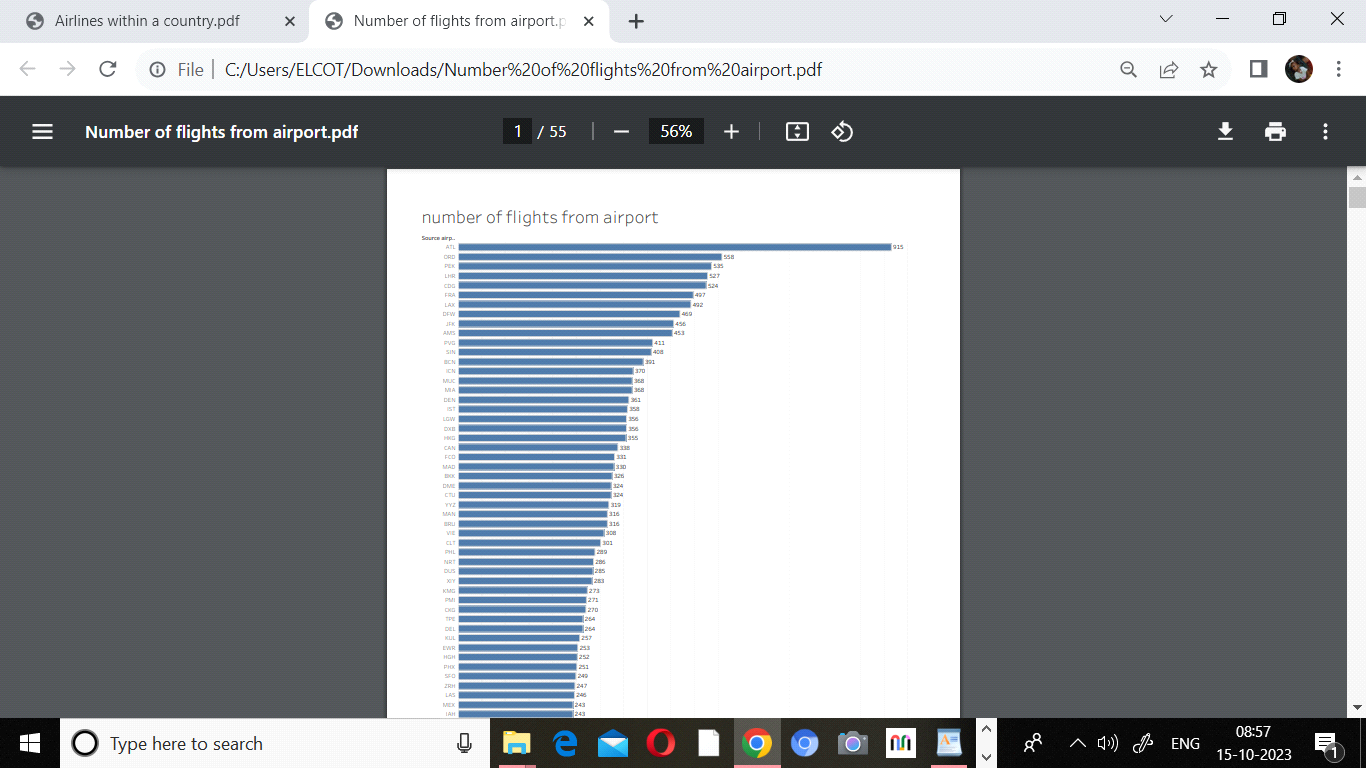 Airlines within a country.pdf
Number of flights from airport.p
File
C:/Users/ELCOT/Downloads/Number%20of%20flights%20from%20airport.pdf
Number of flights from airport.pdf
1 / 55
56%
number of flights from airport
Source airp..
ATL 915
ORD 558
PEK 535
LHR 527
CDG 524
FRA 497
LAX 492
DFW 469
JFK 456
AMS 453
PVG 411
SIN 408
BCN 391
ICN 370
MUC 368
MIA 368
DEN 361
IST 358
LGW 356
DXB 356
HKG 355
CAN 338
FCO 331
MAD 330
BKK 326
DME 324
CTU 324
YYZ 319
MAN 316
BRU 316
VIE 308
CLT 301
PHL 289
NRT 286
DUS 285
XIY 283
KMG 273
PMI 271
CKG 270
TPE 264
DEL 264
KUL 257
EWR 253
HGH 252
PHX 251
SFO 249
ZRH 247
LAS 246
MEX 243
IAH 243
Type here to search
ENG
08:57
15-10-2023
1